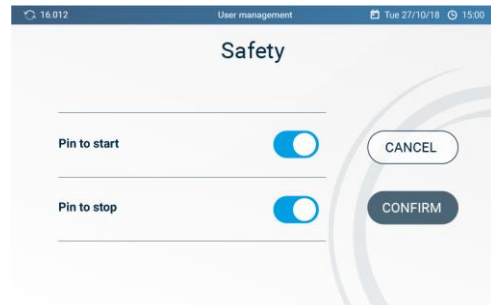 16.012 User management Tue 27/10/18 15:00
Safety
Pin to start
CANCEL
Pin to stop
CONFIRM